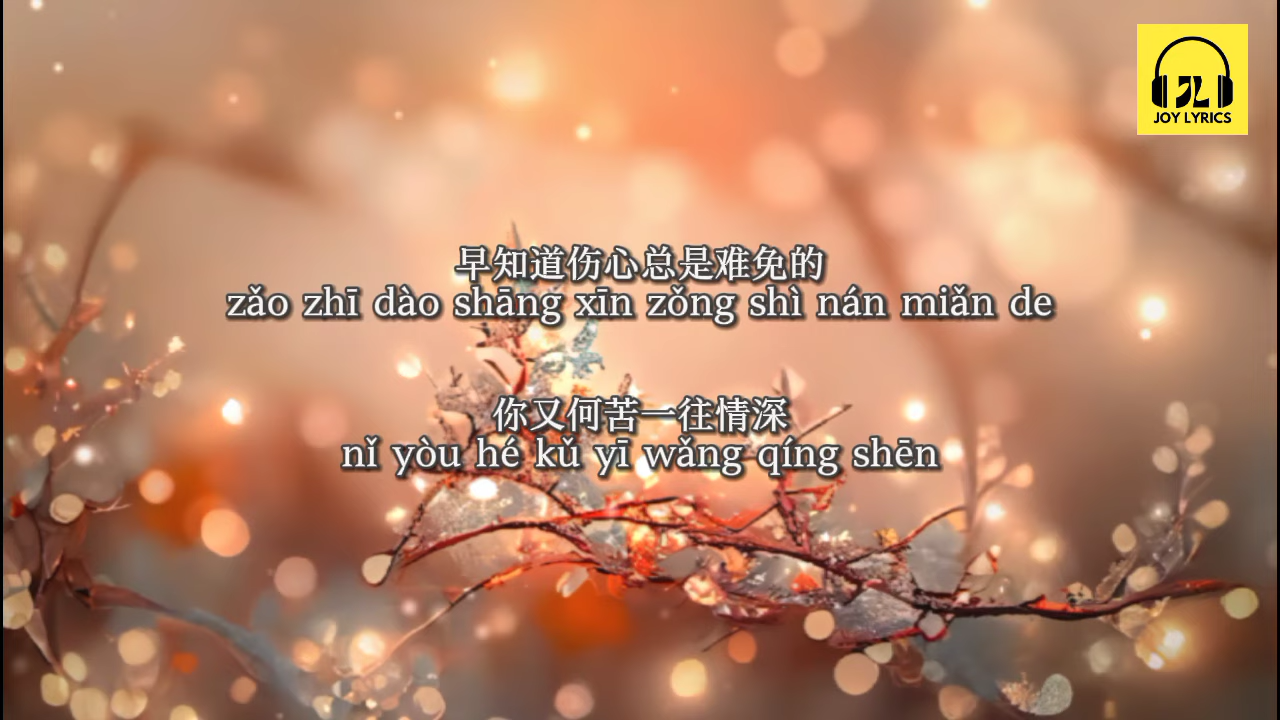 JOY LYRICS
早知道伤心总是难免的
zǎo zhī dào shāng xīn zǒng shì nán miǎn de
你又何苦一往情深
nǐ yòu hé kǔ yī wǎng qíng shēn